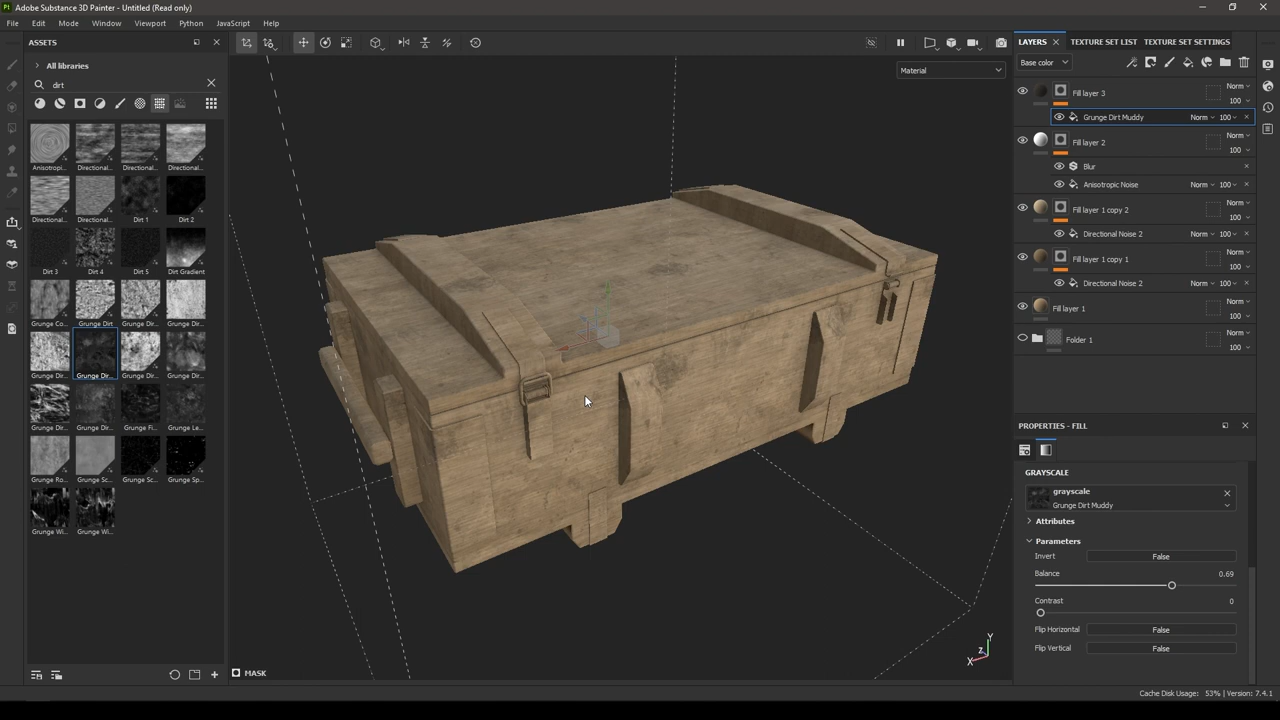 Adobe Substance 3D Painter - Untitled (Read only)
File Edit Mode Window Viewport Python JavaScript Help
ASSETS
All libraries
dirt
Anisotropi... Directional... Directional... Directional...
Directional... Directional... Dirt 1 Dirt 2
Dirt 3 Dirt 4 Dirt 5 Dirt Gradient
Grunge Co... Grunge Dirt Grunge Dir... Grunge Dir...
Grunge Dir... Grunge Dir... Grunge Dir... Grunge Dir...
Grunge Dir... Grunge Dir... Grunge Fi... Grunge Le...
Grunge Ro... Grunge Sc... Grunge Sc... Grunge Sp...
Grunge Wi... Grunge Wi...
Material
Y
Z
X
MASK
LAYERS TEXTURE SET LIST TEXTURE SET SETTINGS
Base color
Fill layer 3 Norm
100
Grunge Dirt Muddy Norm 100
Fill layer 2 Norm
100
Blur
Anisotropic Noise Norm 100
Fill layer 1 copy 2 Norm
100
Directional Noise 2 Norm 100
Fill layer 1 copy 1 Norm
100
Directional Noise 2 Norm 100
Fill layer 1 Norm
100
Folder 1 Norm
100
PROPERTIES - FILL
GRAYSCALE
grayscale
Grunge Dirt Muddy
Attributes
Parameters
Invert False
Balance 0.69
Contrast 0
Flip Horizontal False
Flip Vertical False
Cache Disk Usage: 53% | Version: 7.4.1